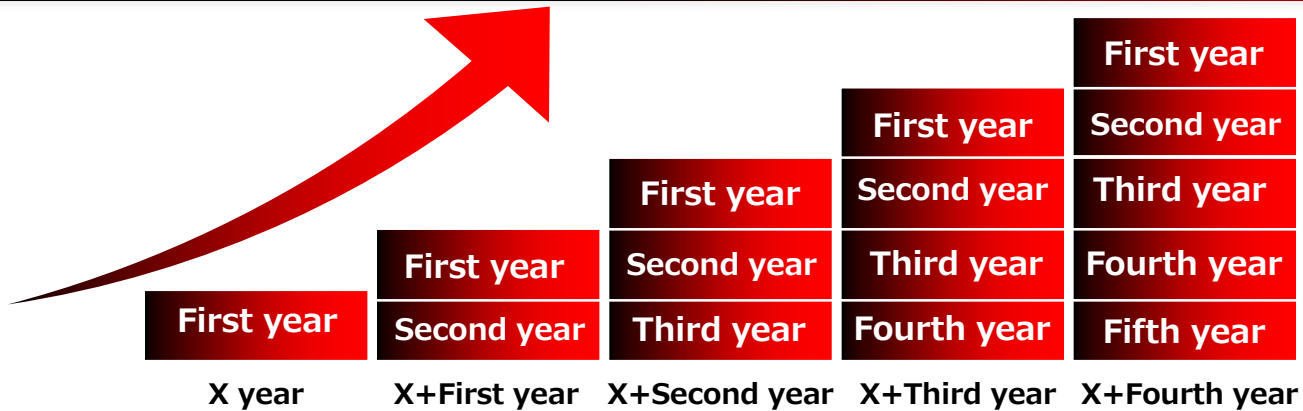 First year
First year
Second year
First year
Second year
Third year
First year
Second year
Third year
Fourth year
First year
Second year
Third year
Fourth year
Fifth year
X year
X+First year
X+Second year
X+Third year
X+Fourth year